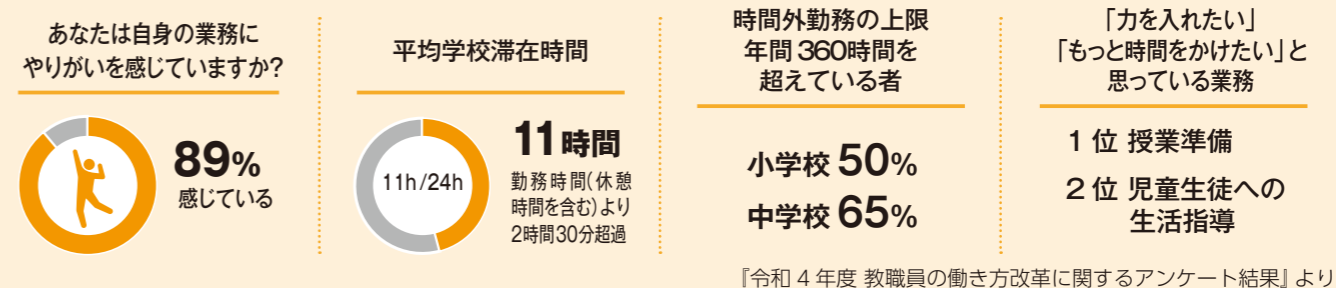 あなたは自身の業務に
やりがいを感じていますか?
89%
感じている
平均学校滞在時間
11h/24h
11時間
勤務時間(休憩
時間を含む)より
2時間30分超過
時間外勤務の上限
年間360時間を
超えている者
小学校 50%
中学校 65%
「力を入れたい」
「もっと時間をかけたい」と
思っている業務
1位 授業準備
2位 児童生徒への
生活指導
『令和4年度 教職員の働き方改革に関するアンケート結果』より